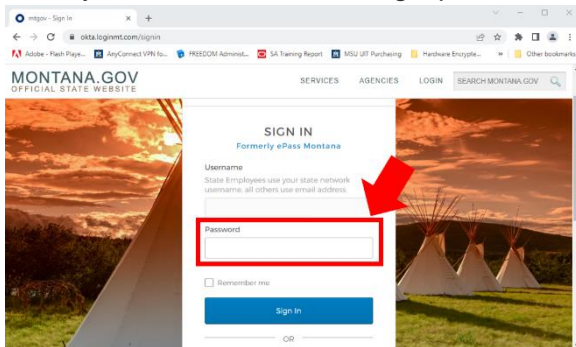 mtgov - Sign In
okta.loginmt.com/signin
Adobe - Flash Playe... AnyConnect VPN fo... FREEDOM Administ... SA Training Report MSU UIT Purchasing Hardware Encrypte... » Other bookmarks
MONTANA.GOV SERVICES AGENCIES LOGIN SEARCH MONTANA.GOV
OFFICIAL STATE WEBSITE
SIGN IN
Formerly ePass Montana
Username
State Employees use your state network
username, all others use email address.
Password
Remember me
Sign In
OR